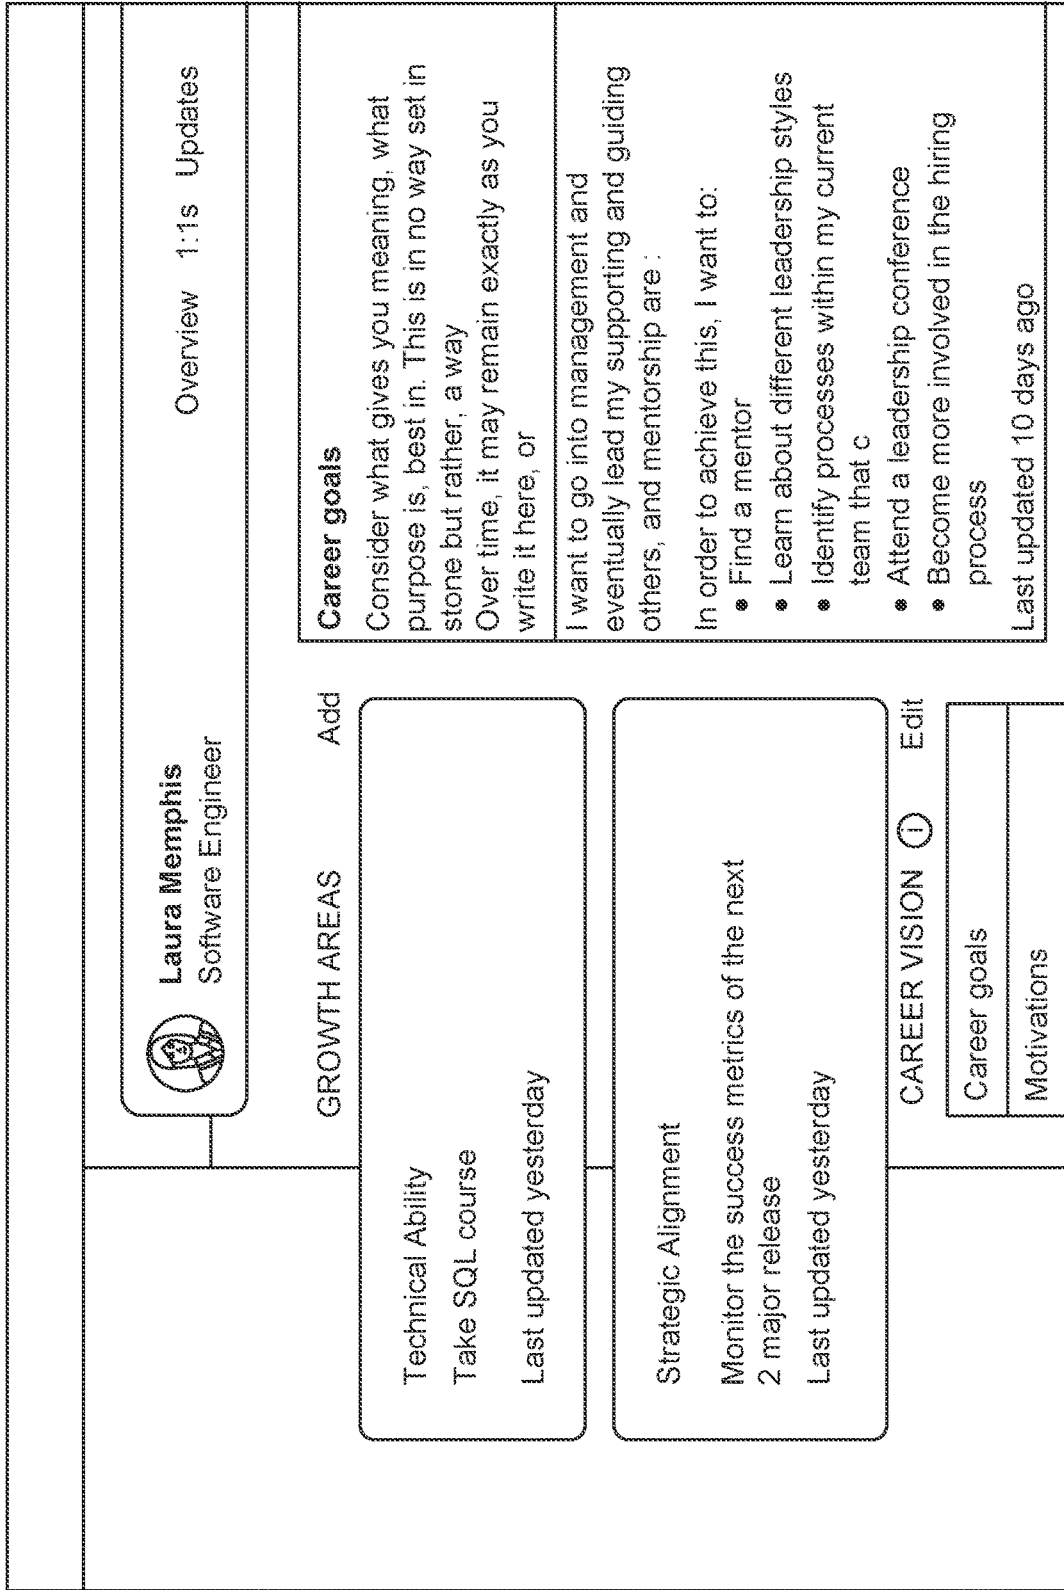 Laura Memphis
Software Engineer
Overview 1:1s Updates
GROWTH AREAS Add
Technical Ability
Take SQL course
Last updated yesterday
Strategic Alignment
Monitor the success metrics of the next
2 major release
Last updated yesterday
CAREER VISION i Edit
Career goals
Motivations
Career goals
Consider what gives you meaning, what
purpose is, best in. This is in no way set in
stone but rather, a way
Over time, it may remain exactly as you
write it here, or
I want to go into management and
eventually lead my supporting and guiding
others, and mentorship are :
In order to achieve this, I want to:
• Find a mentor
• Learn about different leadership styles
• Identify processes within my current
team that c
• Attend a leadership conference
• Become more involved in the hiring
process
Last updated 10 days ago